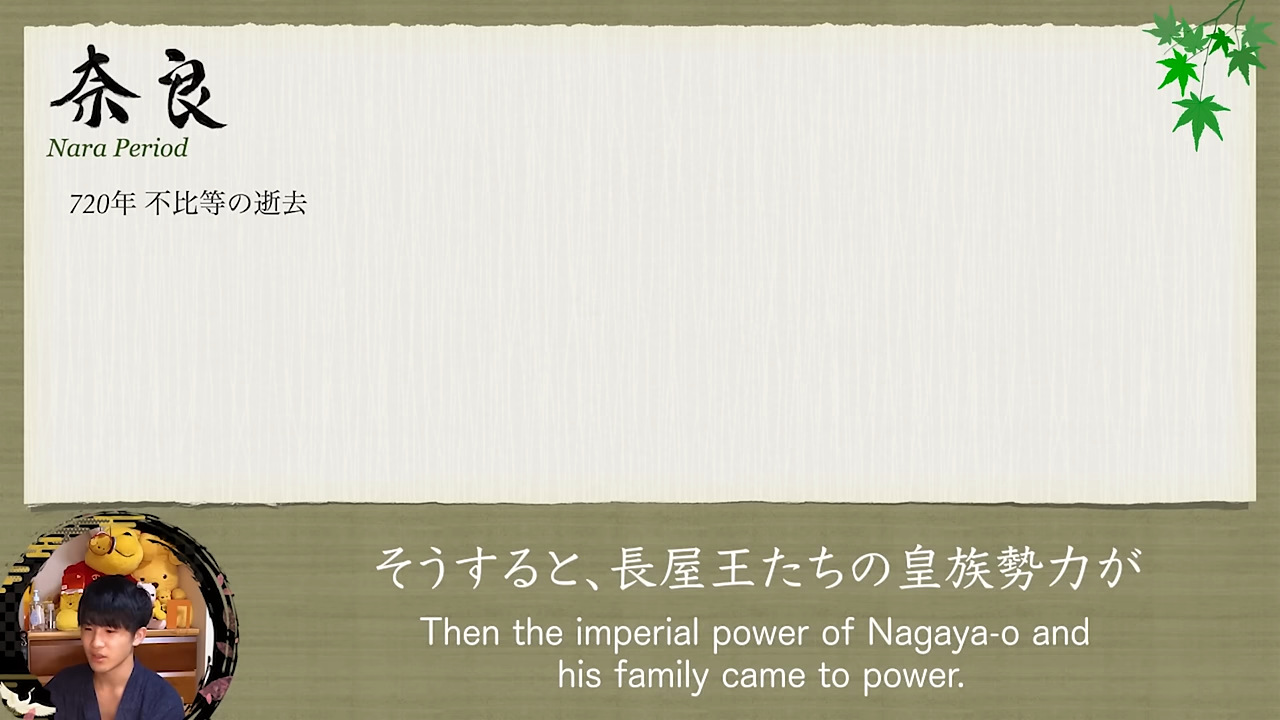 奈良
Nara Period
720年 不比等の逝去
そうすると、長屋王たちの皇族勢力が
Then the imperial power of Nagaya-o and
his family came to power.